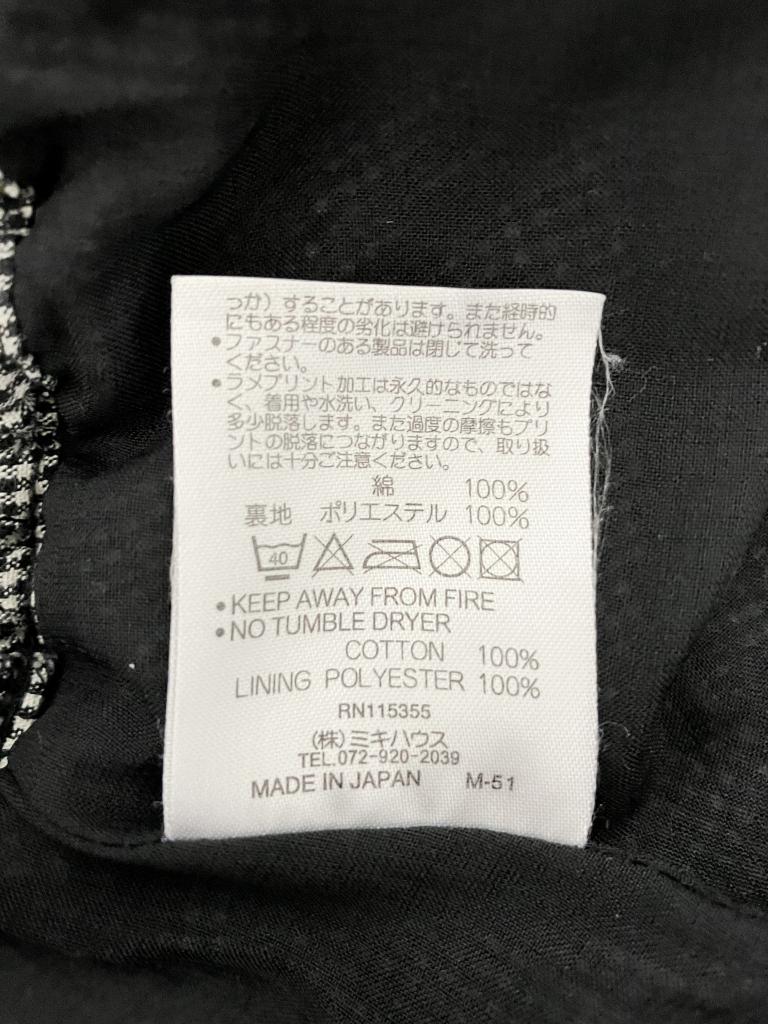 っか）することがあります。また経時的
にもある程度の劣化は避けられません。
●ファスナーのある製品は閉じて洗って
ください。
●ラメプリント加工は永久的なものではな
く、着用や水洗い、クリーニングにより
多少脱落します。また過度の摩擦もプリ
ントの脱落につながりますので、取り扱
いには十分ご注意ください。
綿 100%
裏地 ポリエステル 100%
40
●KEEP AWAY FROM FIRE
●NO TUMBLE DRYER
COTTON 100%
LINING POLYESTER 100%
RN115355
(株)ミキハウス
TEL.072-920-2039
MADE IN JAPAN M-51